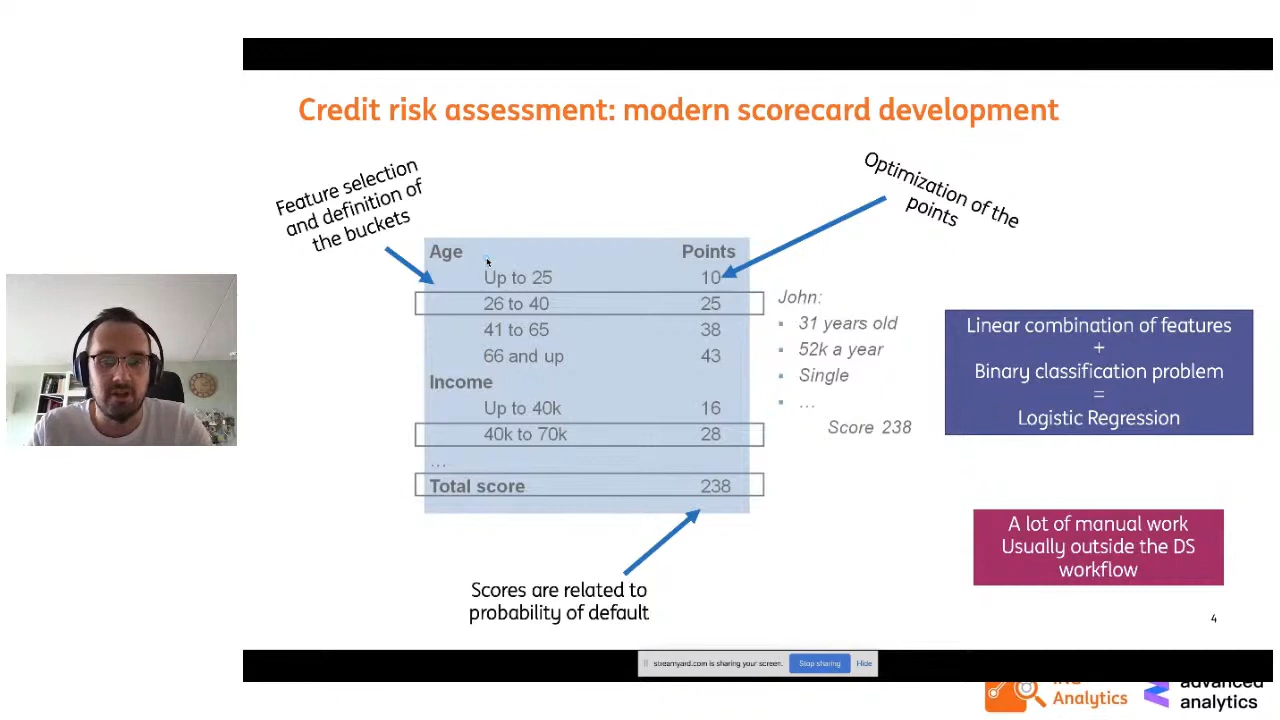 Credit risk assessment: modern scorecard development
Feature selection
and definition of
the buckets
Optimization of the
points
Age Points
Up to 25 10
26 to 40 25
41 to 65 38
66 and up 43
Income
Up to 40k 16
40k to 70k 28
...
Total score 238
John:
▪ 31 years old
▪ 52k a year
▪ Single
▪ ...
Score 238
Linear combination of features
+
Binary classification problem
=
Logistic Regression
A lot of manual work
Usually outside the DS
workflow
Scores are related to
probability of default
4
streamyard.com is sharing your screen. Stop sharing Hide
Analytics
advanced
analytics